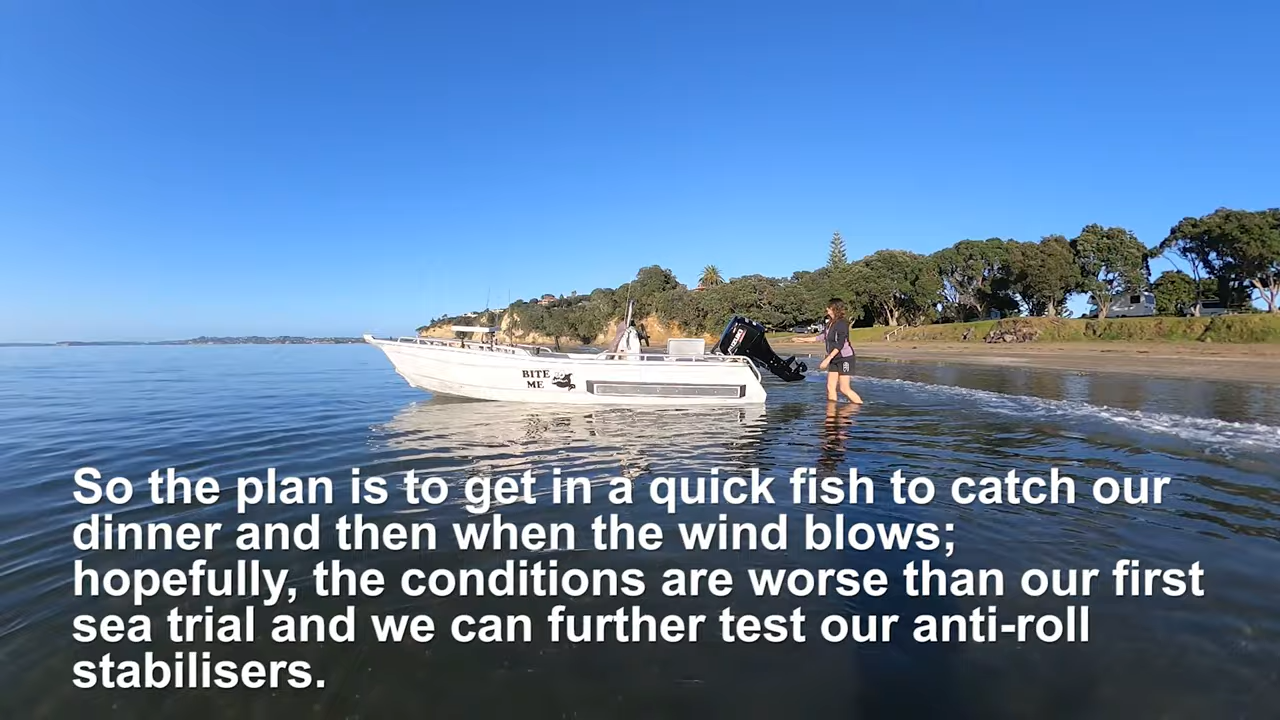 BITE
ME
SUZUKI
So the plan is to get in a quick fish to catch our
dinner and then when the wind blows;
hopefully, the conditions are worse than our first
sea trial and we can further test our anti-roll
stabilisers.